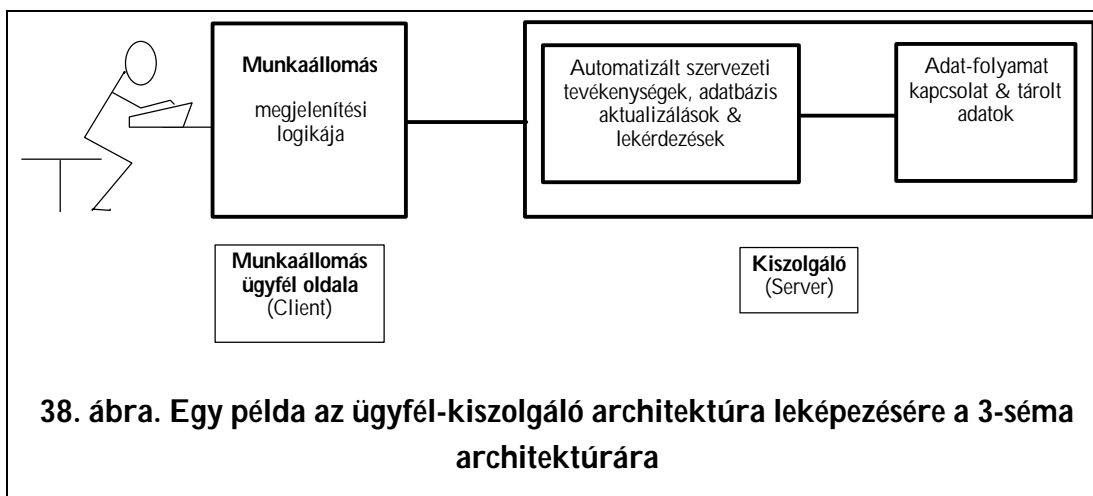 Munkaállomás
megjelenítési
logikája
Automatizált szervezeti
tevékenységek, adatbázis
aktualizálások &
lekérdezések
Adat-folyamat
kapcsolat & tárolt
adatok
Munkaállomás
ügyfél oldala
(Client)
Kiszolgáló
(Server)
38. ábra. Egy példa az ügyfél-kiszolgáló architektúra leképezésére a 3-séma
architektúrára